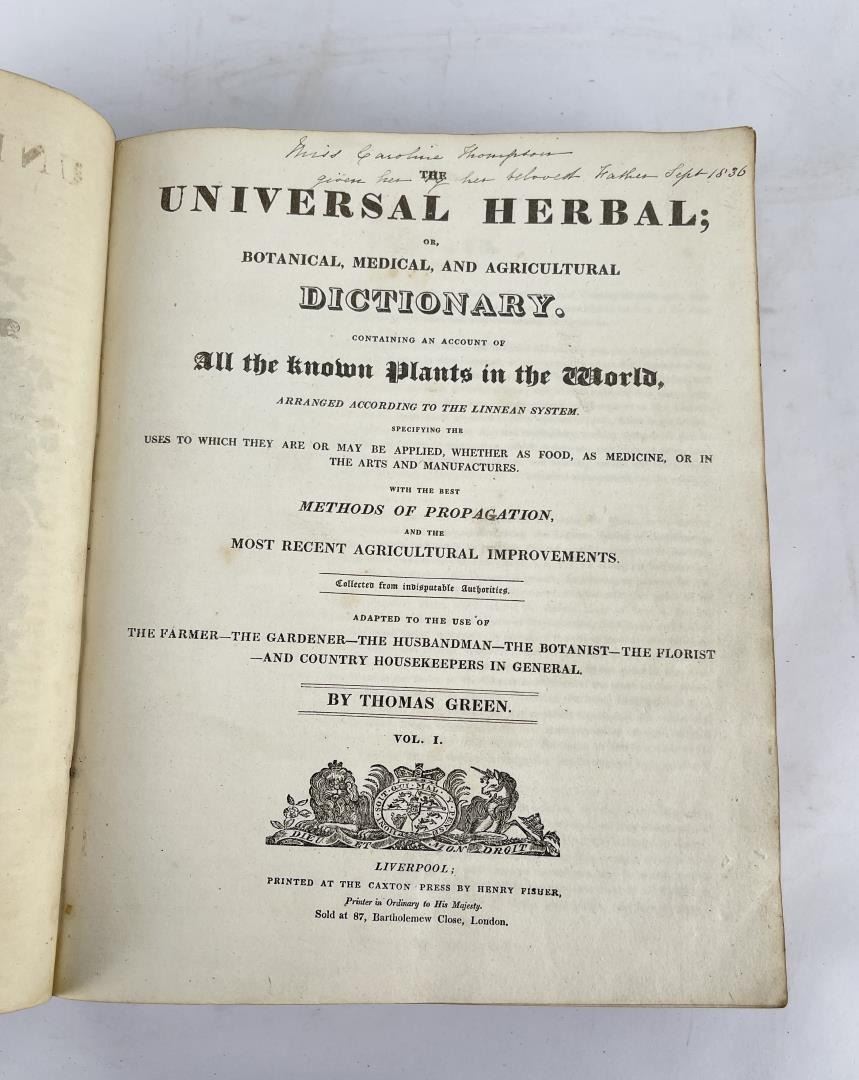 Miss Caroline Thompson
given her by her beloved Father Sept 1836
THE
UNIVERSAL HERBAL;
OR,
BOTANICAL, MEDICAL, AND AGRICULTURAL
DICTIONARY.
CONTAINING AN ACCOUNT OF
All the known Plants in the World,
ARRANGED ACCORDING TO THE LINNEAN SYSTEM.
SPECIFYING THE
USES TO WHICH THEY ARE OR MAY BE APPLIED, WHETHER AS FOOD, AS MEDICINE, OR IN
THE ARTS AND MANUFACTURES.
WITH THE BEST
METHODS OF PROPAGATION,
AND THE
MOST RECENT AGRICULTURAL IMPROVEMENTS.
Collected from indisputable Authorities.
ADAPTED TO THE USE OF
THE FARMER—THE GARDENER—THE HUSBANDMAN—THE BOTANIST—THE FLORIST
—AND COUNTRY HOUSEKEEPERS IN GENERAL.
BY THOMAS GREEN.
VOL. I.
HONI SOIT QUI MAL Y PENSE
DIEU ET MON DROIT
LIVERPOOL;
PRINTED AT THE CAXTON PRESS BY HENRY FISHER,
Printer in Ordinary to His Majesty.
Sold at 87, Bartholemew Close, London.